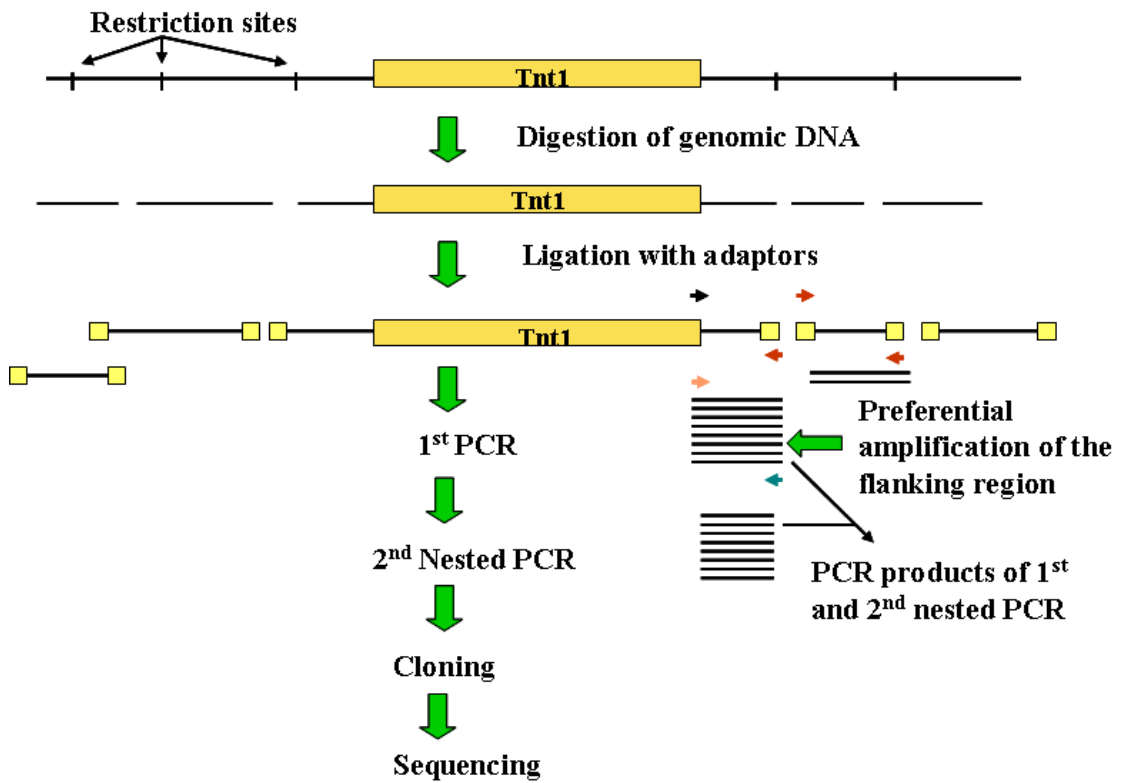 Restriction sites
Tnt1
Digestion of genomic DNA
Tnt1
Ligation with adaptors
Tnt1
1st PCR
Preferential
amplification of the
flanking region
2nd Nested PCR
PCR products of 1st
and 2nd nested PCR
Cloning
Sequencing